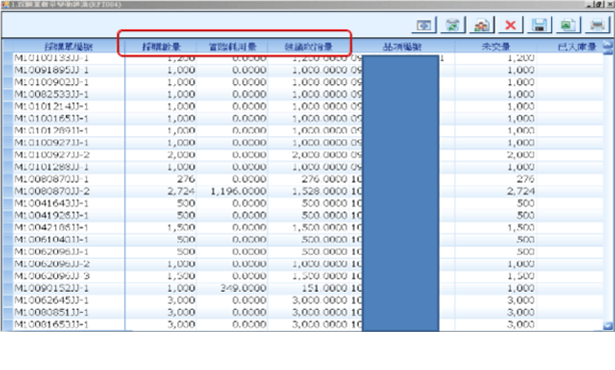 採購單編號 採購數量 實際耗用量 建議取消量 品項編號 未交量 已入庫量
M10100133JJ-1 1,200 0.0000 1,200.0000 09 1 1,200
M10091895JJ-1 1,000 0.0000 1,000.0000 09 1,000
M10100902JJ-1 1,000 0.0000 1,000.0000 09 1,000
M10082533JJ-1 1,000 0.0000 1,000.0000 09 1,000
M10101214JJ-1 1,000 0.0000 1,000.0000 09 1,000
M10100165JJ-1 1,000 0.0000 1,000.0000 09 1,000
M10101289JJ-1 1,000 0.0000 1,000.0000 09 1,000
M10100927JJ-1 1,000 0.0000 1,000.0000 09 1,000
M10100927JJ-2 2,000 0.0000 2,000.0000 09 2,000
M10101288JJ-1 1,000 0.0000 1,000.0000 09 1,000
M10080870JJ-1 276 0.0000 276.0000 10 276
M10080870JJ-2 2,724 1,196.0000 1,528.0000 10 2,724
M10041643JJ-1 500 0.0000 500.0000 10 500
M10041926JJ-1 500 0.0000 500.0000 10 500
M10042186JJ-1 1,500 0.0000 1,500.0000 10 1,500
M10061040JJ-1 500 0.0000 500.0000 10 500
M10062096JJ-1 500 0.0000 500.0000 10 500
M10062096JJ-2 1,000 0.0000 1,000.0000 10 1,000
M10062096JJ-3 1,500 0.0000 1,500.0000 10 1,500
M10090152JJ-1 1,000 349.0000 151.0000 10 1,000
M10062645JJ-1 3,000 0.0000 3,000.0000 10 3,000
M10080851JJ-1 3,000 0.0000 3,000.0000 10 3,000
M10081653JJ-1 3,000 0.0000 3,000.0000 10 3,000